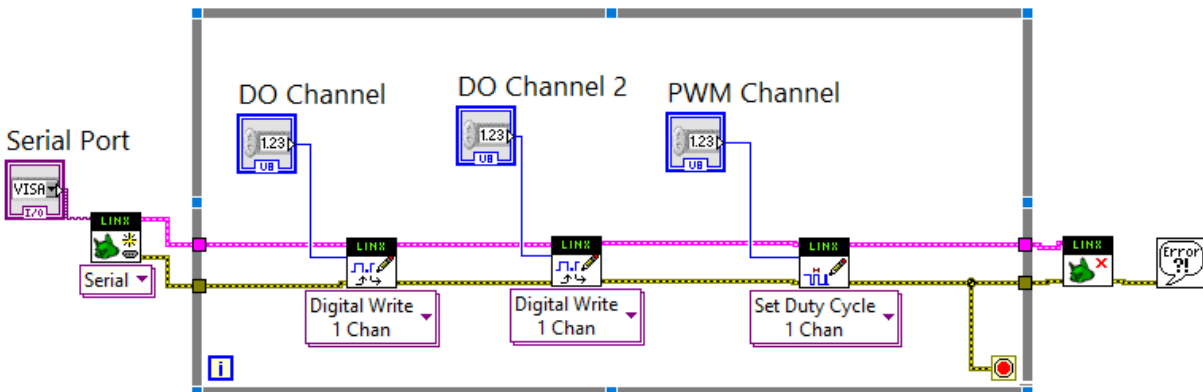 DO Channel
DO Channel 2
PWM Channel
Serial Port
1.23
U8
1.23
U8
1.23
U8
VISA
I/O
LINX
Serial
LINX
Digital Write
1 Chan
LINX
Digital Write
1 Chan
LINX
Set Duty Cycle
1 Chan
LINX
Error
?!
i